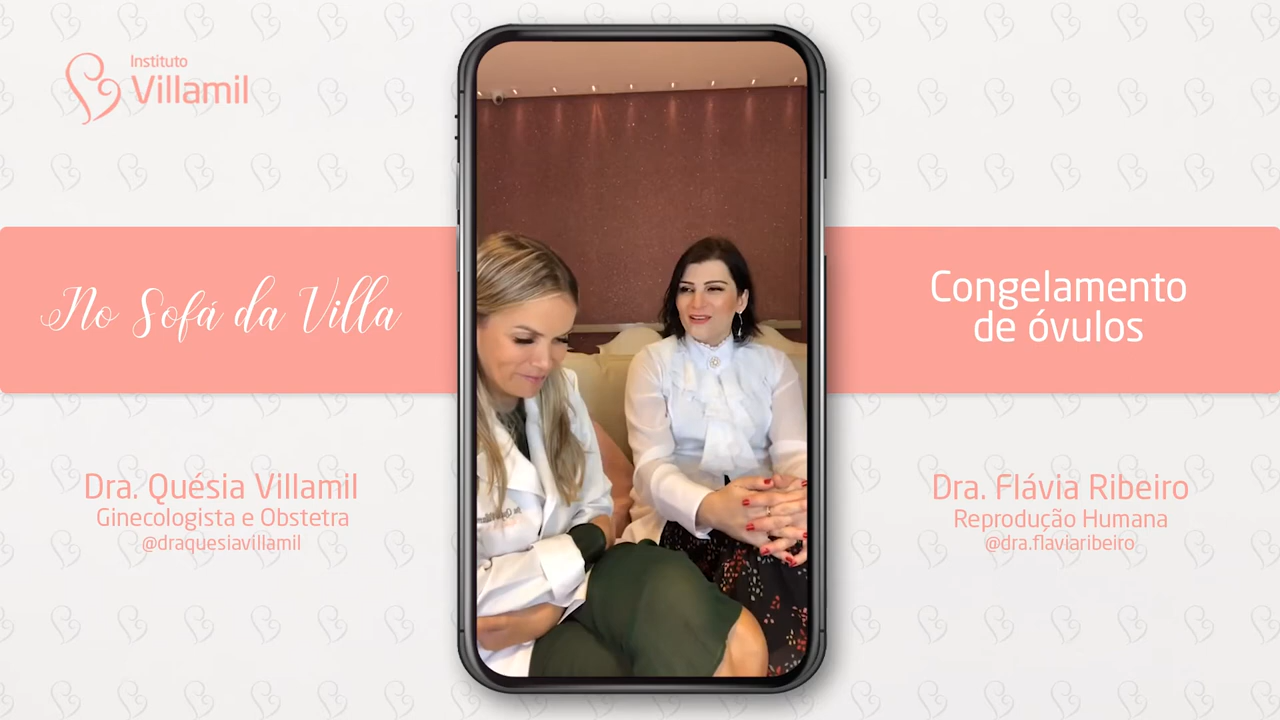 Instituto
Villamil
No Sofá da Villa
Congelamento
de óvulos
Dra. Quésia Villamil
Ginecologista e Obstetra
@draquesiavillamil
Dra. Flávia Ribeiro
Reprodução Humana
@dra.flaviaribeiro